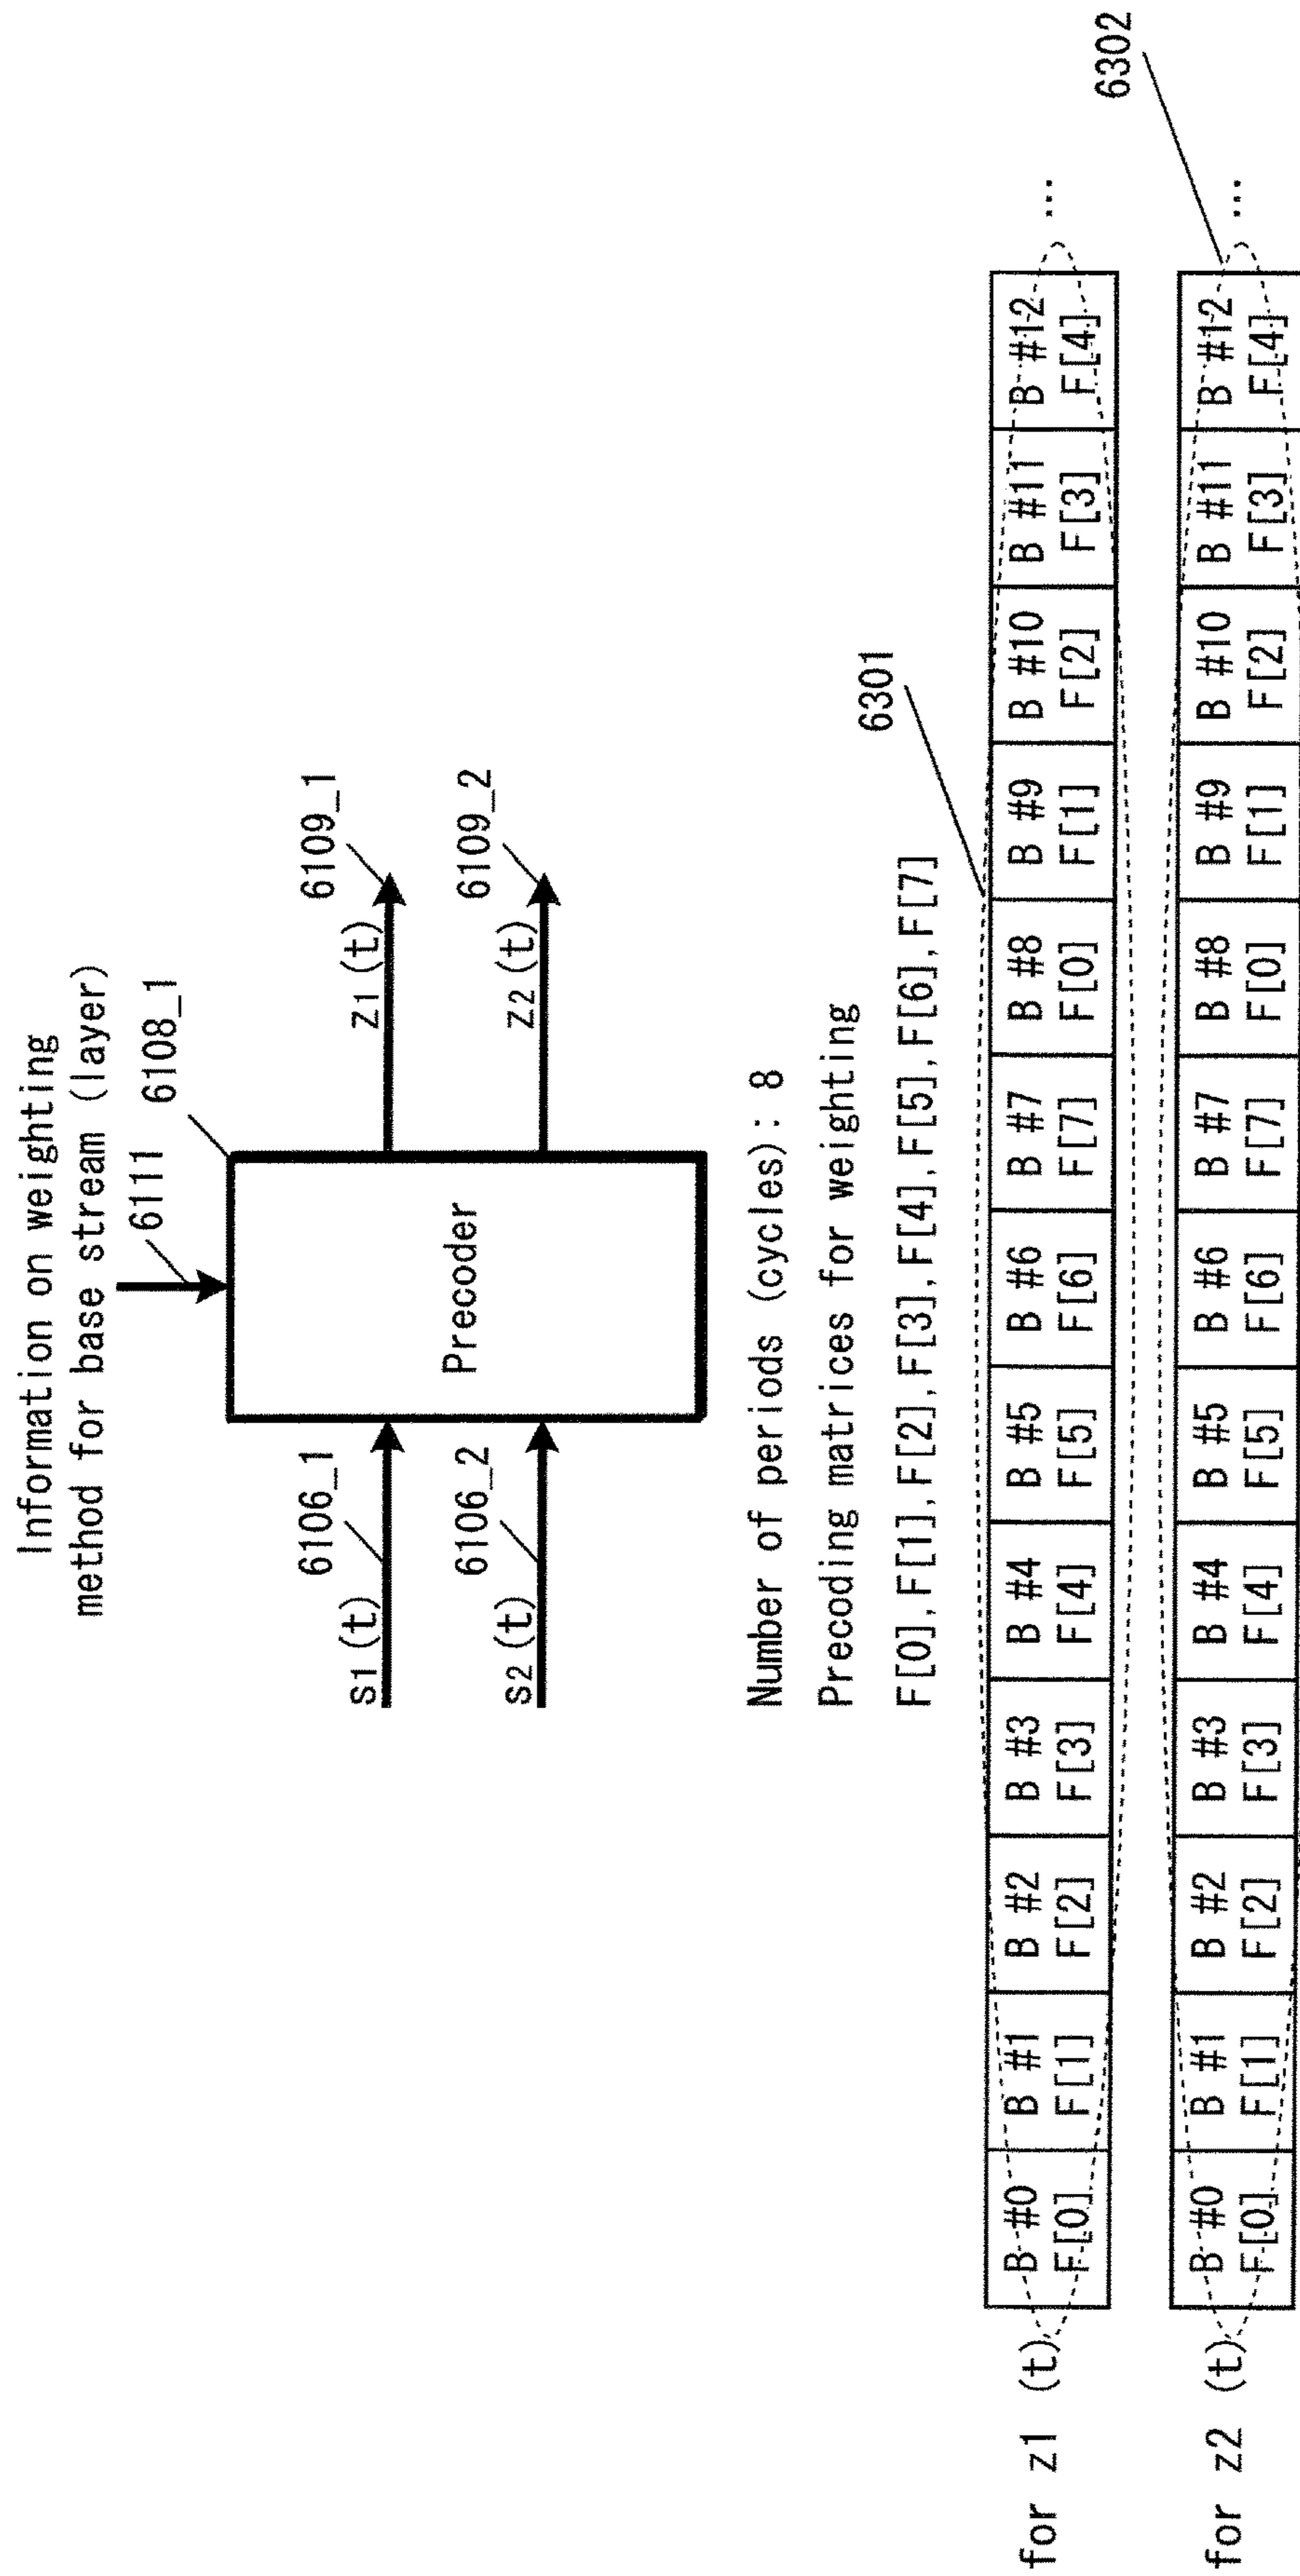 Information on weighting
method for base stream (layer)
6111
6108_1
6106_1
s1(t)
6106_2
s2(t)
Precoder
6109_1
z1(t)
6109_2
z2(t)
Number of periods (cycles): 8
Precoding matrices for weighting
F[0],F[1],F[2],F[3],F[4],F[5],F[6],F[7]
6301
for z1 (t)
B #0 B #1 B #2 B #3 B #4 B #5 B #6 B #7 B #8 B #9 B #10 B #11 B #12 ...
F[0] F[1] F[2] F[3] F[4] F[5] F[6] F[7] F[0] F[1] F[2] F[3] F[4]
6302
for z2 (t)
B #0 B #1 B #2 B #3 B #4 B #5 B #6 B #7 B #8 B #9 B #10 B #11 B #12 ...
F[0] F[1] F[2] F[3] F[4] F[5] F[6] F[7] F[0] F[1] F[2] F[3] F[4]